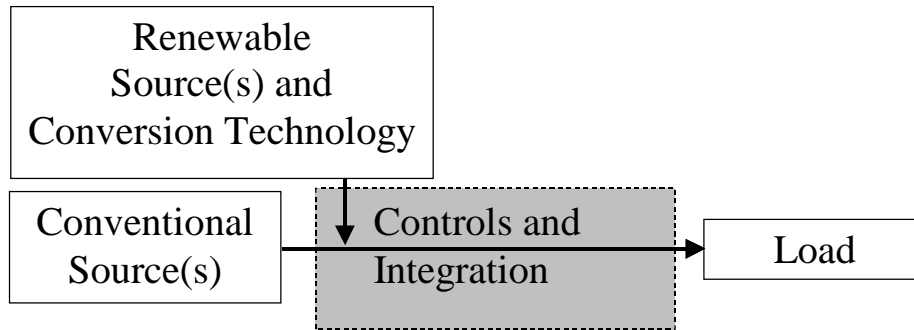 Renewable
Source(s) and
Conversion Technology
Conventional
Source(s)
Controls and
Integration
Load